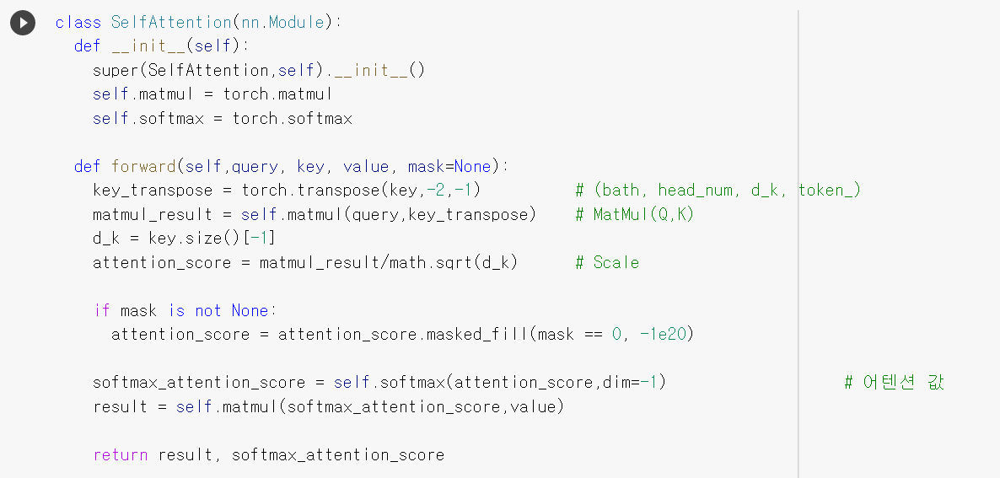 class SelfAttention(nn.Module):
  def __init__(self):
    super(SelfAttention,self).__init__()
    self.matmul = torch.matmul
    self.softmax = torch.softmax

  def forward(self,query, key, value, mask=None):
    key_transpose = torch.transpose(key,-2,-1)          # (bath, head_num, d_k, token_)
    matmul_result = self.matmul(query,key_transpose)    # MatMul(Q,K)
    d_k = key.size()[-1]
    attention_score = matmul_result/math.sqrt(d_k)      # Scale

    if mask is not None:
      attention_score = attention_score.masked_fill(mask == 0, -1e20)

    softmax_attention_score = self.softmax(attention_score,dim=-1)                   # 어텐션 값
    result = self.matmul(softmax_attention_score,value)

    return result, softmax_attention_score